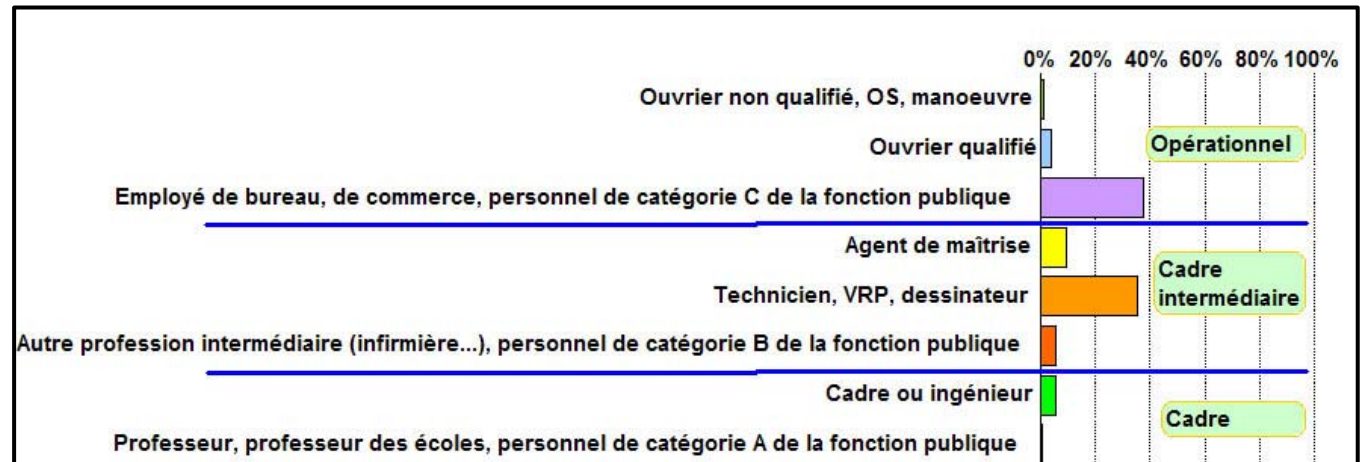 0% 20% 40% 60% 80% 100%
Ouvrier non qualifié, OS, manoeuvre
Ouvrier qualifié
Opérationnel
Employé de bureau, de commerce, personnel de catégorie C de la fonction publique
Agent de maîtrise
Cadre
intermédiaire
Technicien, VRP, dessinateur
Autre profession intermédiaire (infirmière...), personnel de catégorie B de la fonction publique
Cadre ou ingénieur
Cadre
Professeur, professeur des écoles, personnel de catégorie A de la fonction publique